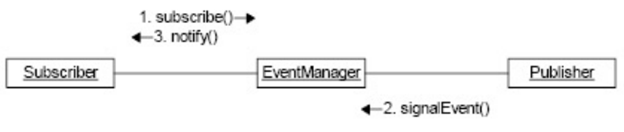 1. subscribe()
3. notify()
Subscriber
EventManager
Publisher
2. signalEvent()